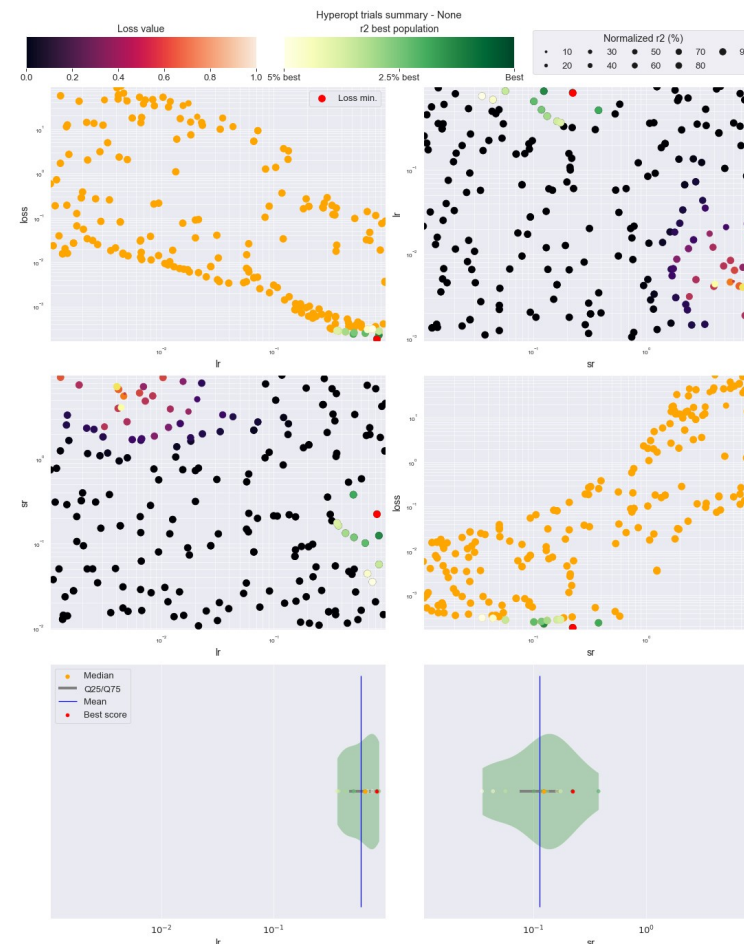 Hyperopt trials summary - None
Loss value
r2 best population
0.0 0.2 0.4 0.6 0.8 1.0
5% best 2.5% best Best
Normalized r2 (%)
10 30 50 70 9
20 40 60 80
Loss min.
loss
lr
lr
sr
sr
lr
loss
sr
Median
Q25/Q75
Mean
Best score
10⁻² 10⁻¹
lr
10⁻¹ 10⁰
sr